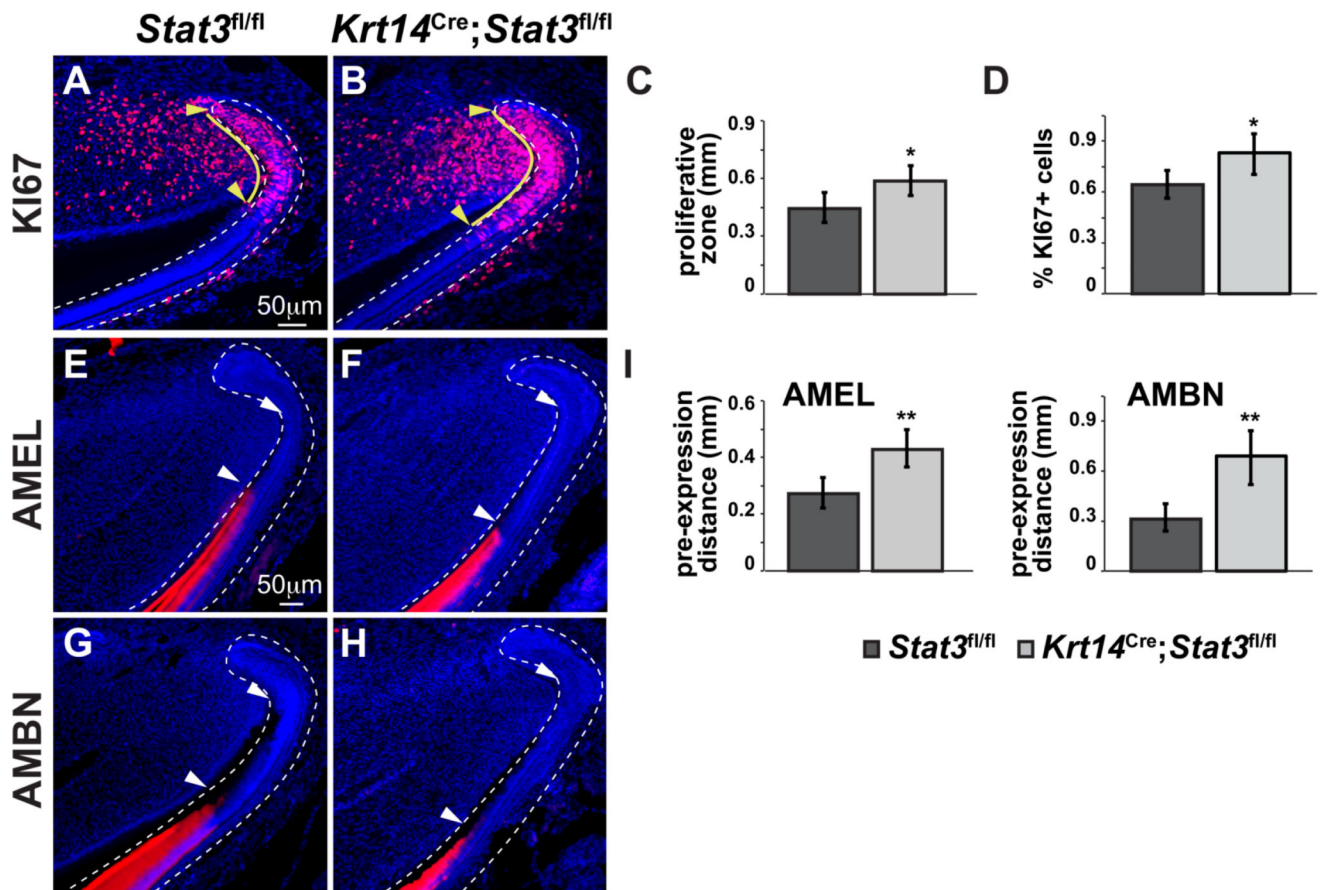 Stat3fl/fl
Krt14Cre;Stat3fl/fl
KI67
A
B
50μm
C
proliferative
zone (mm)
0.9
0.6
0.3
0
*
D
% KI67+ cells
0.9
0.6
0.3
0
*
AMEL
E
F
50μm
I
AMEL
pre-expression
distance (mm)
0.6
0.4
0.2
0
**
AMBN
pre-expression
distance (mm)
0.9
0.6
0.3
0
**
AMBN
G
H
Stat3fl/fl
Krt14Cre;Stat3fl/fl